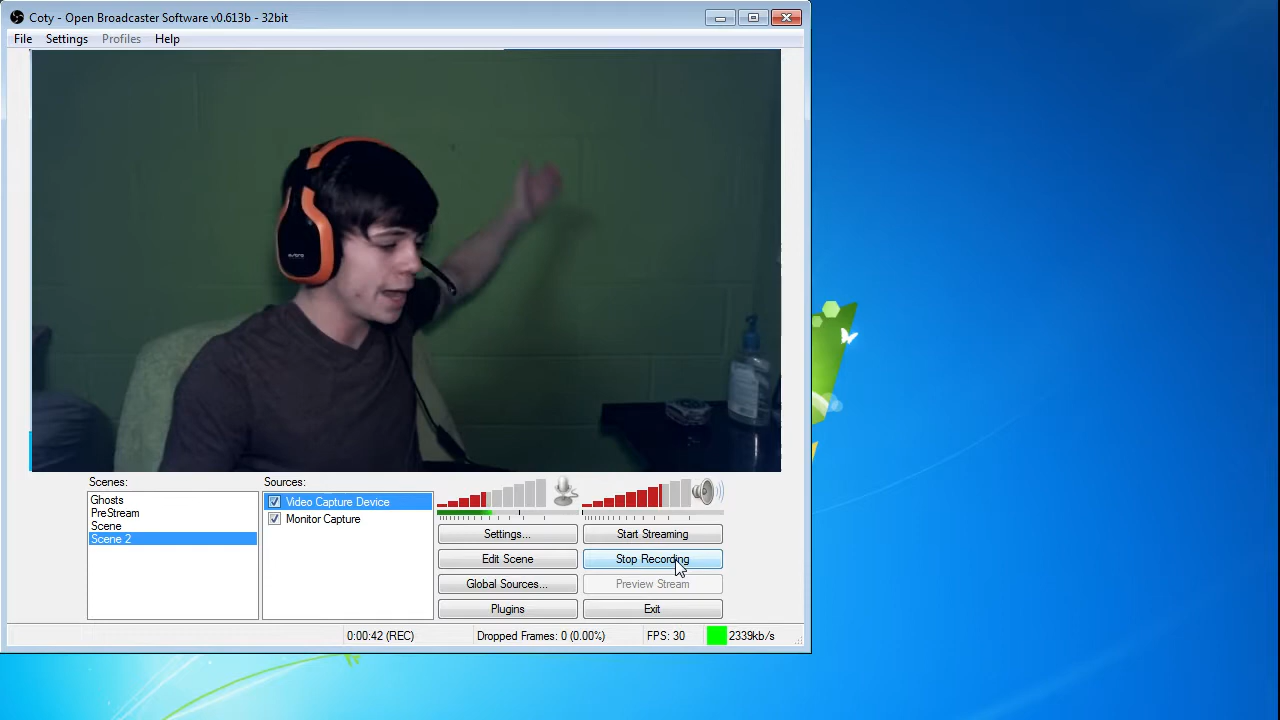 Coty - Open Broadcaster Software v0.613b - 32bit
File Settings Profiles Help
Scenes:
Ghosts
PreStream
Scene
Scene 2
Sources:
Video Capture Device
Monitor Capture
Settings...
Start Streaming
Edit Scene
Stop Recording
Global Sources...
Preview Stream
Plugins
Exit
0:00:42 (REC) Dropped Frames: 0 (0.00%) FPS: 30 2339kb/s